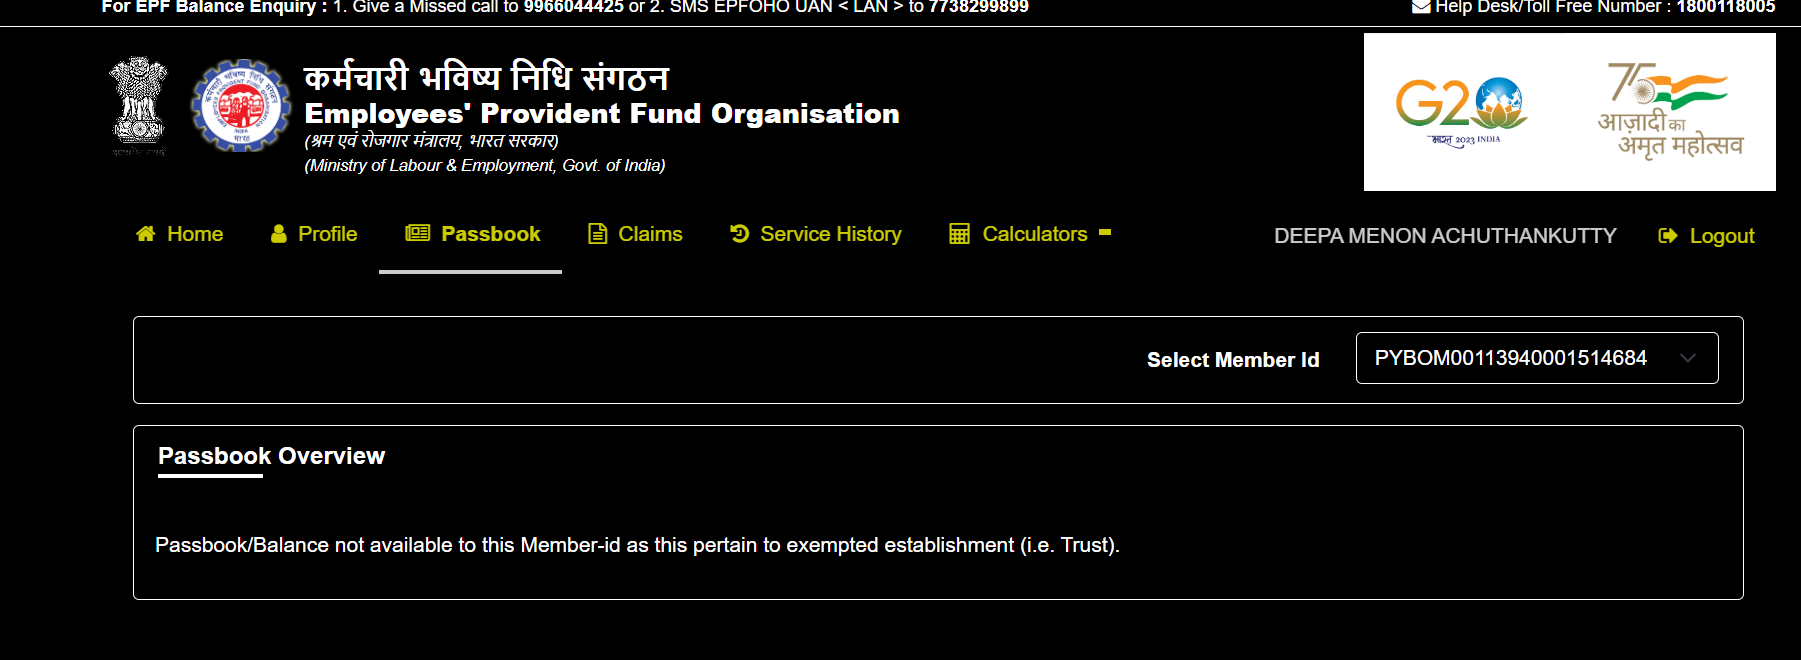 For EPF Balance Enquiry : 1. Give a Missed call to 9966044425 or 2. SMS EPFOHO UAN < LAN > to 7738299899
Help Desk/Toll Free Number : 1800118005
कर्मचारी भविष्य निधि संगठन
Employees' Provident Fund Organisation
(श्रम एवं रोजगार मंत्रालय, भारत सरकार)
(Ministry of Labour & Employment, Govt. of India)
G20
भारत 2023 INDIA
75
आज़ादी का
अमृत महोत्सव
Home
Profile
Passbook
Claims
Service History
Calculators
DEEPA MENON ACHUTHANKUTTY
Logout
Select Member Id
PYBOM00113940001514684
Passbook Overview
Passbook/Balance not available to this Member-id as this pertain to exempted establishment (i.e. Trust).